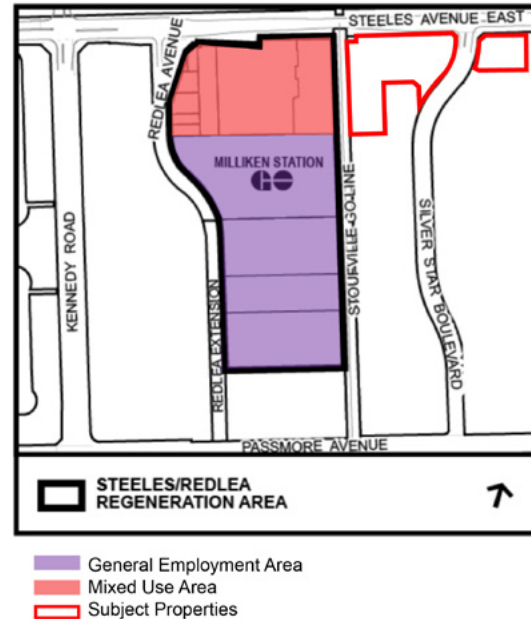 STEELES AVENUE EAST
REDLEA AVENUE
MILLIKEN STATION
GO
KENNEDY ROAD
REDLEA EXTENSION
STOUFFVILLE GO LINE
SILVER STAR BOULEVARD
PASSMORE AVENUE
STEELES/REDLEA
REGENERATION AREA
General Employment Area
Mixed Use Area
Subject Properties